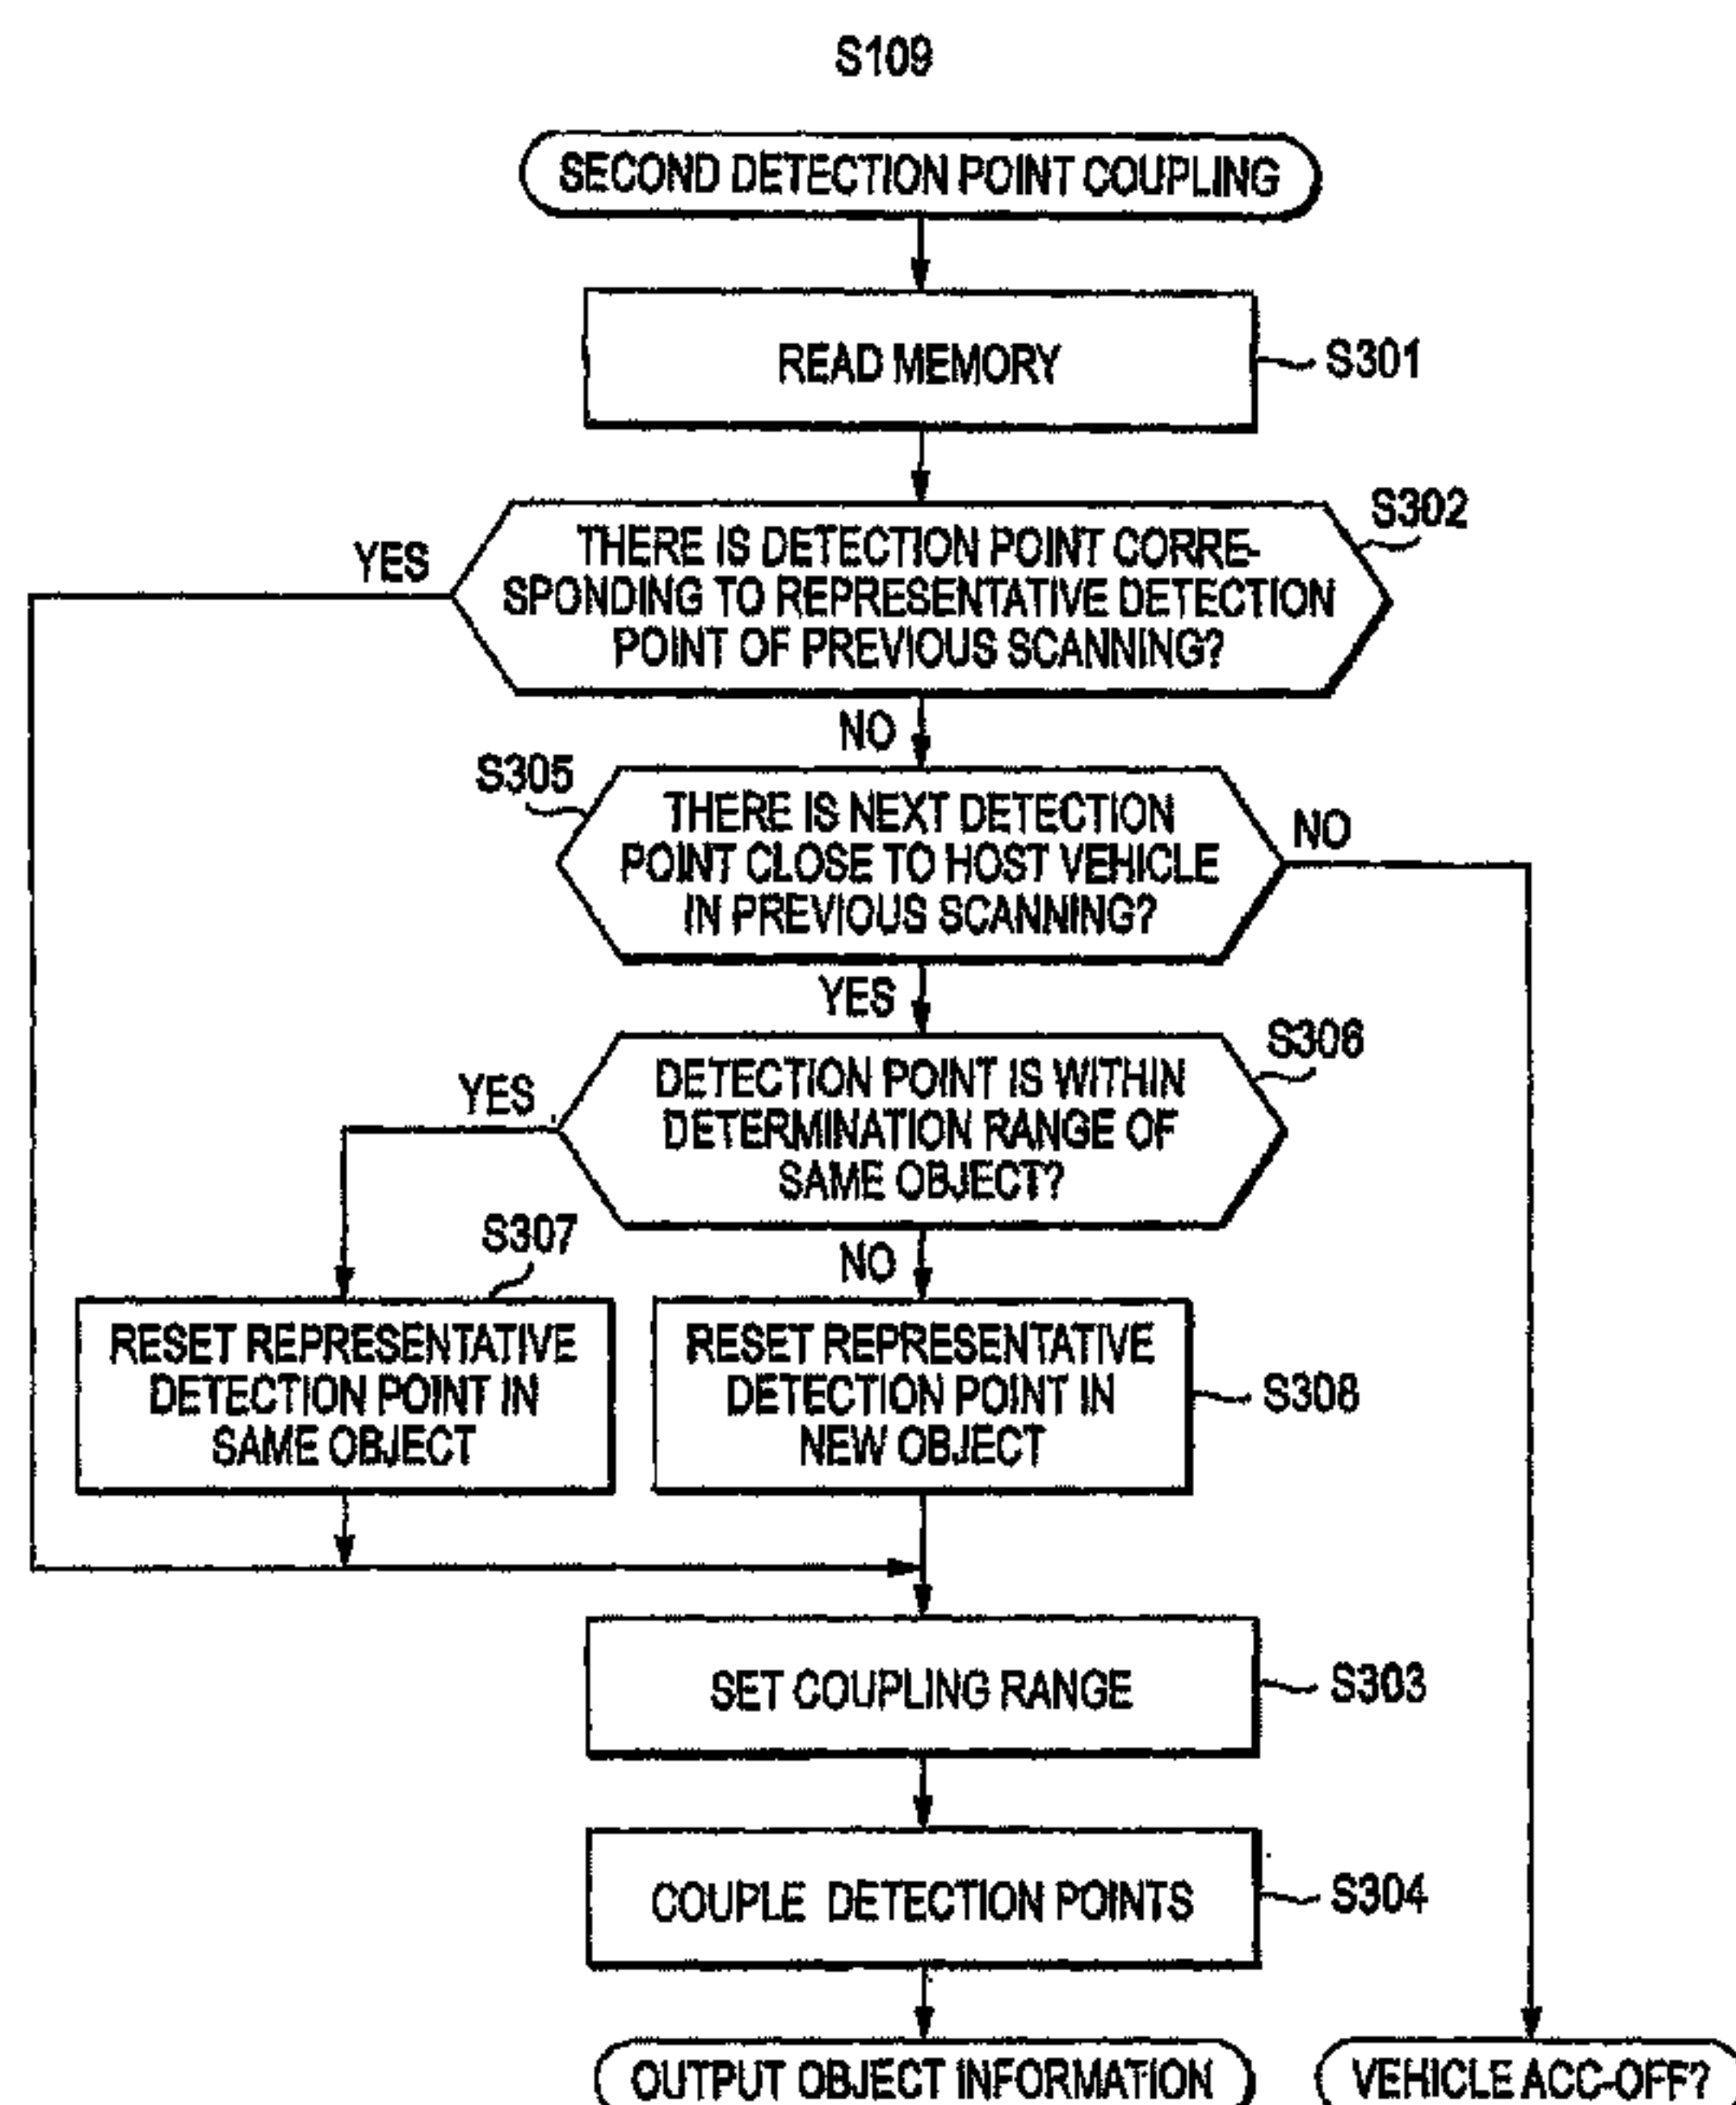 S109
SECOND DETECTION POINT COUPLING
READ MEMORY
S301
S302
YES
THERE IS DETECTION POINT CORRE-
SPONDING TO REPRESENTATIVE DETECTION
POINT OF PREVIOUS SCANNING?
NO
S305
THERE IS NEXT DETECTION
POINT CLOSE TO HOST VEHICLE
IN PREVIOUS SCANNING?
NO
YES
S306
YES
DETECTION POINT IS WITHIN
DETERMINATION RANGE OF
SAME OBJECT?
S307
NO
RESET REPRESENTATIVE
DETECTION POINT IN
SAME OBJECT
RESET REPRESENTATIVE
DETECTION POINT IN
NEW OBJECT
S308
SET COUPLING RANGE
S303
COUPLE DETECTION POINTS
S304
OUTPUT OBJECT INFORMATION
VEHICLE ACC-OFF?